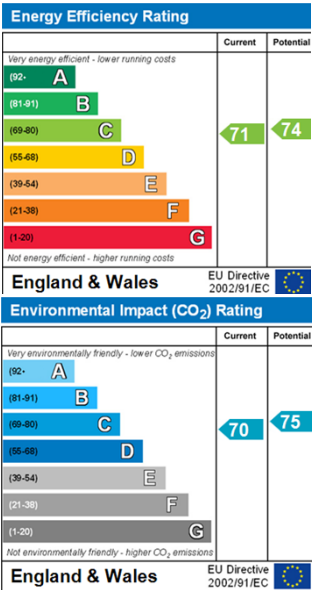 Energy Efficiency Rating
Current Potential
Very energy efficient - lower running costs
(92- A
(81-91) B
(69-80) C
71 74
(55-68) D
(39-54) E
(21-38) F
(1-20) G
Not energy efficient - higher running costs
England & Wales
EU Directive
2002/91/EC
Environmental Impact (CO₂) Rating
Current Potential
Very environmentally friendly - lower CO₂ emissions
(92- A
(81-91) B
(69-80) C
70 75
(55-68) D
(39-54) E
(21-38) F
(1-20) G
Not environmentally friendly - higher CO₂ emissions
England & Wales
EU Directive
2002/91/EC